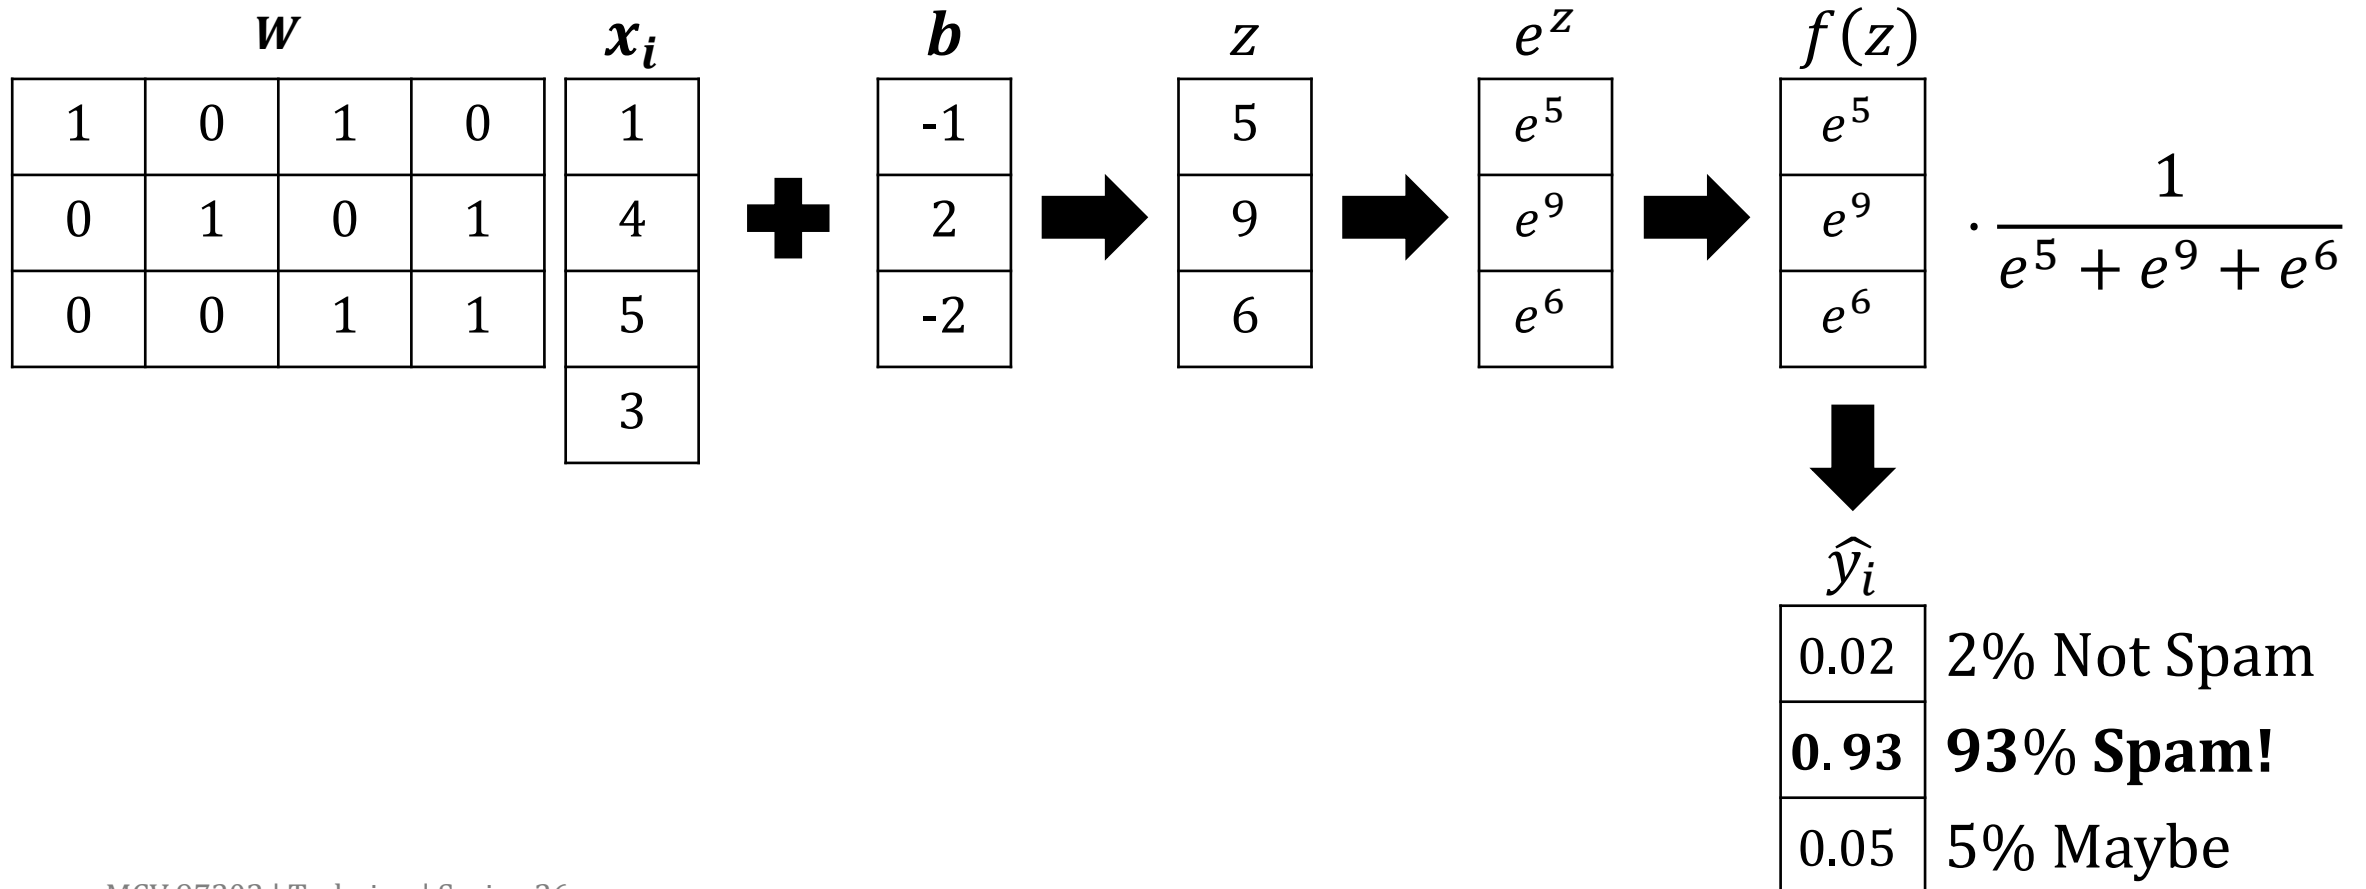 W x_i b z e^z f(z)
1 0 1 0 1 -1 5 e^5 e^5
0 1 0 1 4 2 9 e^9 e^9 · 1 / (e^5 + e^9 + e^6)
0 0 1 1 5 -2 6 e^6 e^6
3
ŷ_i
0.02 2% Not Spam
0.93 93% Spam!
0.05 5% Maybe